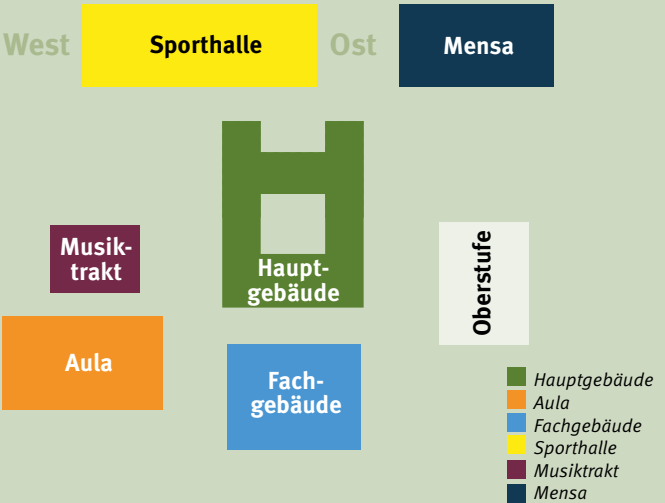 West Sporthalle Ost Mensa
Musik-
trakt
Haupt-
gebäude
Oberstufe
Aula
Fach-
gebäude
Hauptgebäude
Aula
Fachgebäude
Sporthalle
Musiktrakt
Mensa